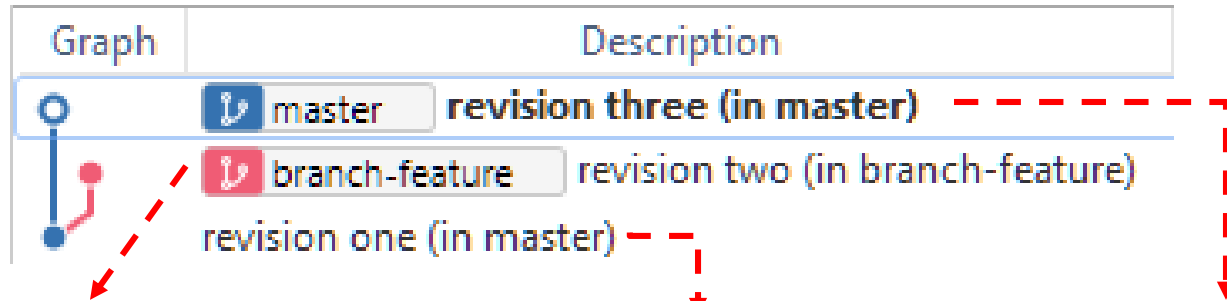 Graph Description
master revision three (in master)
branch-feature revision two (in branch-feature)
revision one (in master)